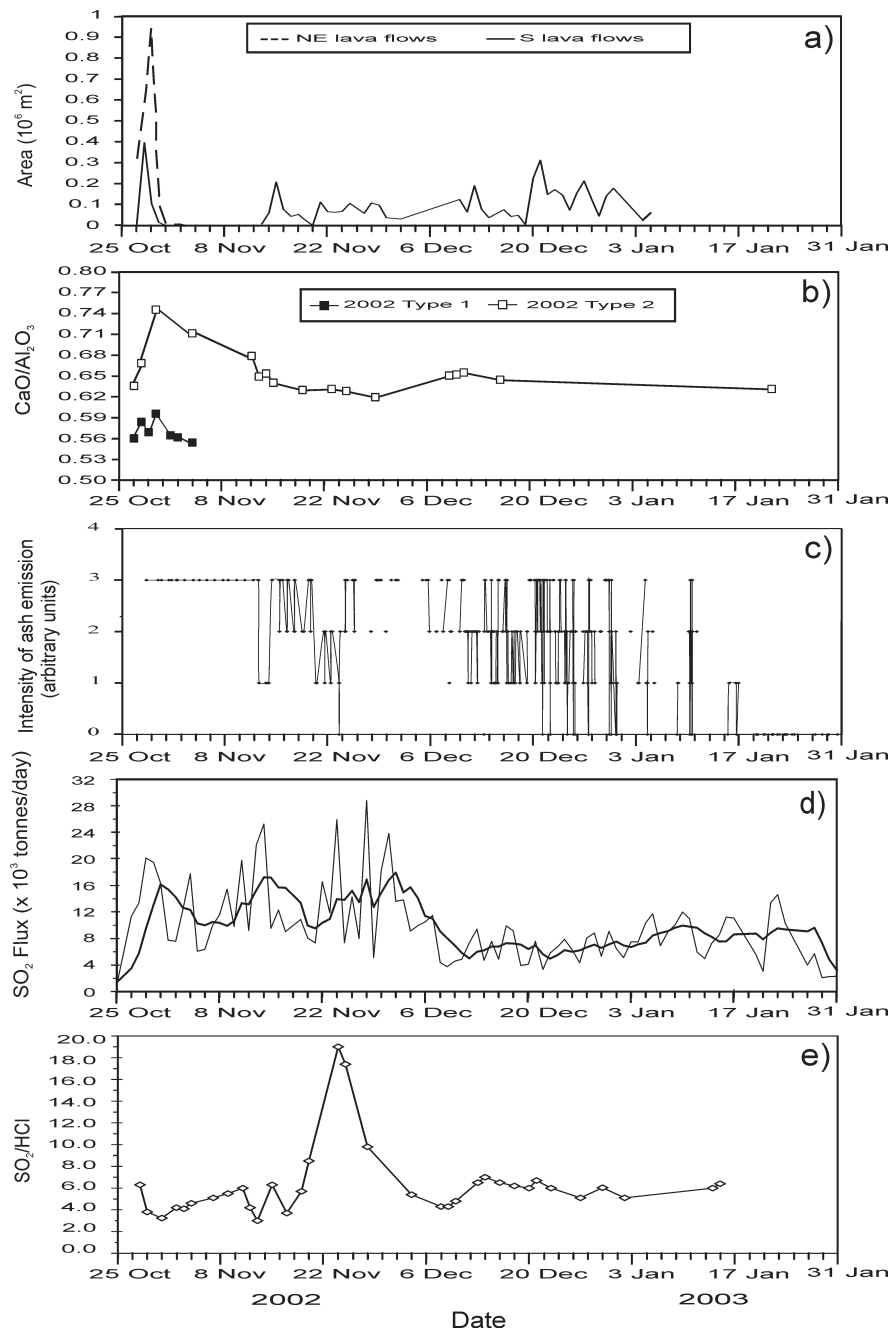 a)
NE lava flows S lava flows
Area (10⁶ m²)
1
0.9
0.8
0.7
0.6
0.5
0.4
0.3
0.2
0.1
0
25 Oct 8 Nov 22 Nov 6 Dec 20 Dec 3 Jan 17 Jan 31 Jan
b)
2002 Type 1 2002 Type 2
CaO/Al₂O₃
0.80
0.77
0.74
0.71
0.68
0.65
0.62
0.59
0.56
0.53
0.50
25 Oct 8 Nov 22 Nov 6 Dec 20 Dec 3 Jan 17 Jan 31 Jan
c)
Intensity of ash emission
(arbitrary units)
4
3
2
1
0
25 Oct 8 Nov 22 Nov 6 Dec 20 Dec 3 Jan 17 Jan 31 Jan
d)
SO₂ Flux (x 10³ tonnes/day)
32
28
24
20
16
12
8
4
0
25 Oct 8 Nov 22 Nov 6 Dec 20 Dec 3 Jan 17 Jan 31 Jan
e)
SO₂/HCl
20.0
18.0
16.0
14.0
12.0
10.0
8.0
6.0
4.0
2.0
0.0
25 Oct 8 Nov 22 Nov 6 Dec 20 Dec 3 Jan 17 Jan 31 Jan
2002 2003
Date